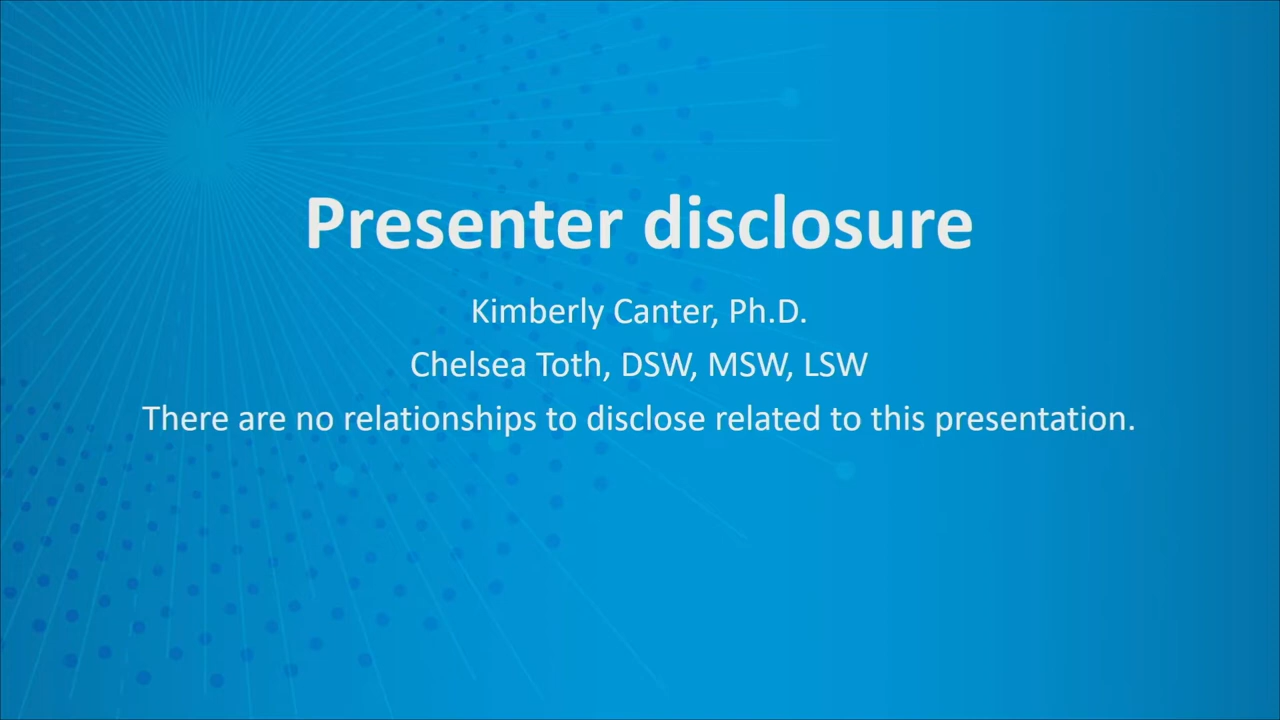 Presenter disclosure
Kimberly Canter, Ph.D.
Chelsea Toth, DSW, MSW, LSW
There are no relationships to disclose related to this presentation.